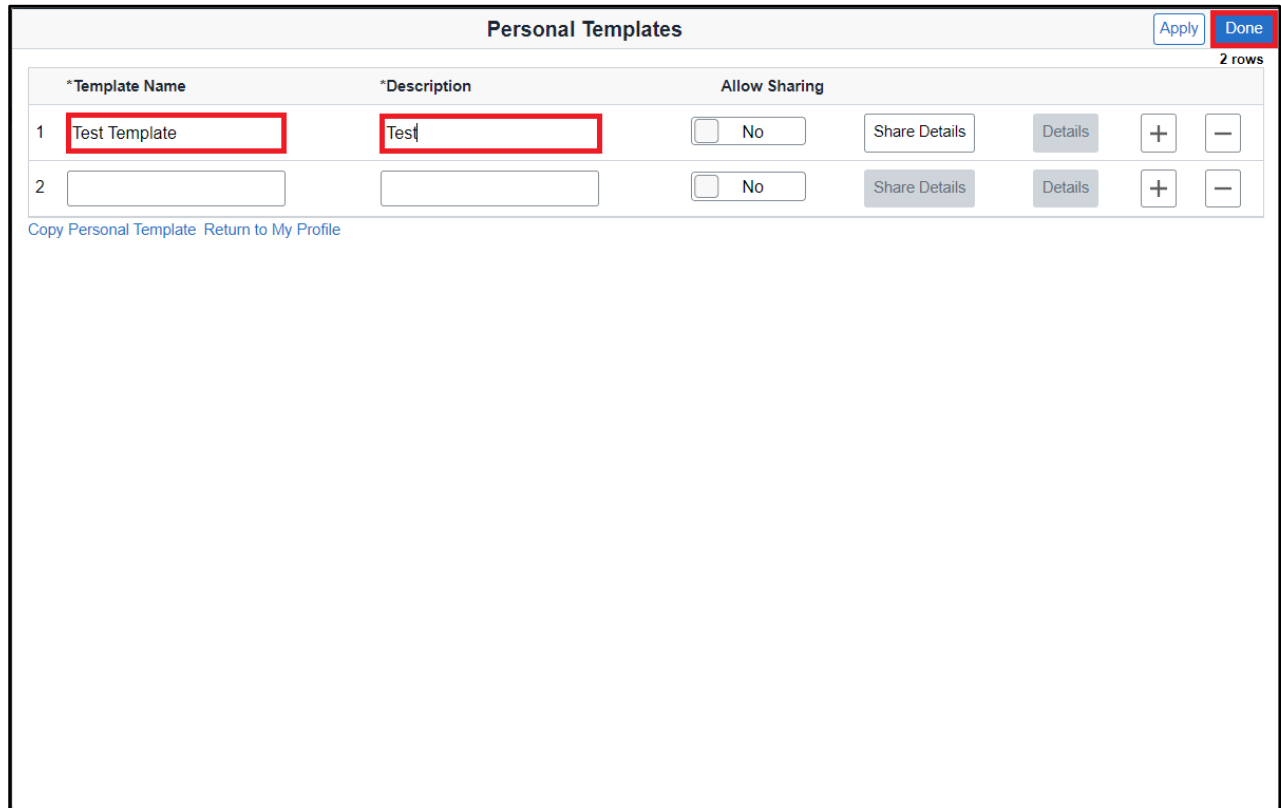 Personal Templates Apply Done
2 rows
*Template Name *Description Allow Sharing
1 Test Template Test No Share Details Details + −
2 No Share Details Details + −
Copy Personal Template Return to My Profile